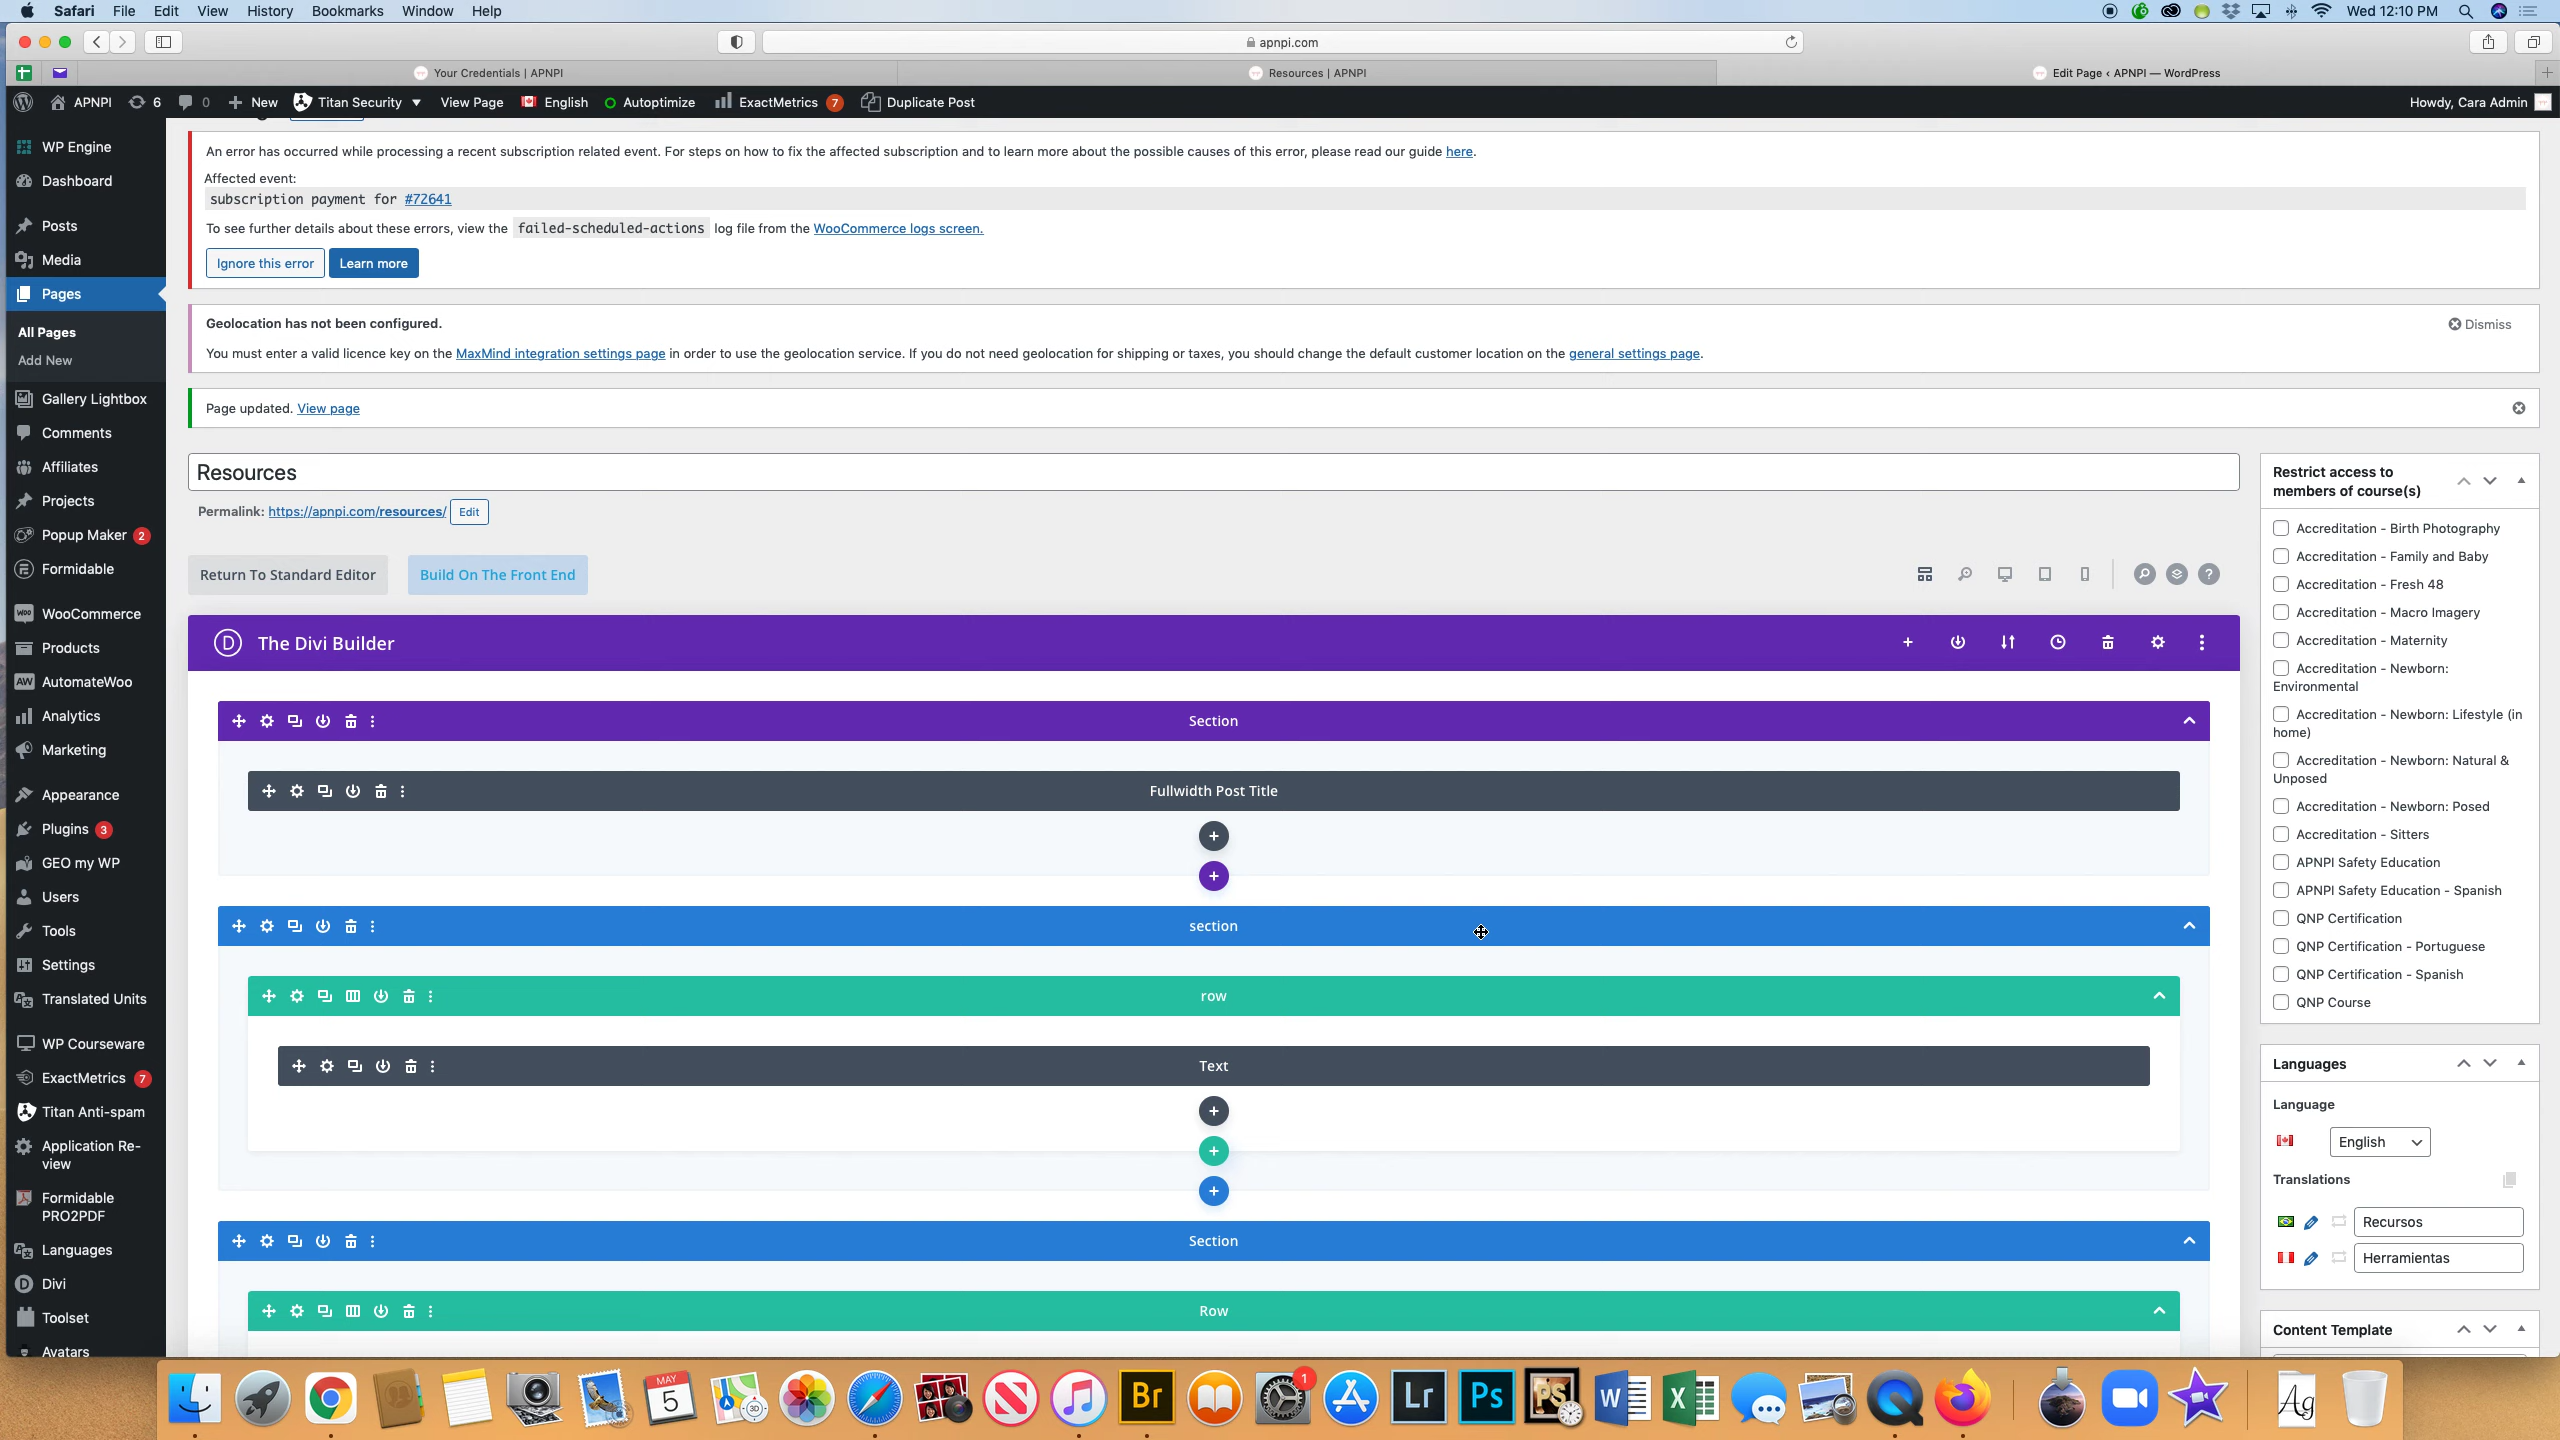 Safari File Edit View History Bookmarks Window Help
Wed 12:10 PM
apnpi.com
Your Credentials | APNPI
Resources | APNPI
Edit Page ‹ APNPI — WordPress
APNPI 6 0 New Titan Security View Page English Autoptimize ExactMetrics 7 Duplicate Post
Howdy, Cara Admin
WP Engine
Dashboard
Posts
Media
Pages
All Pages
Add New
Gallery Lightbox
Comments
Affiliates
Projects
Popup Maker 2
Formidable
WooCommerce
Products
AutomateWoo
Analytics
Marketing
Appearance
Plugins 3
GEO my WP
Users
Tools
Settings
Translated Units
WP Courseware
ExactMetrics 7
Titan Anti-spam
Application Re-
view
Formidable
PRO2PDF
Languages
Divi
Toolset
Avatars
An error has occurred while processing a recent subscription related event. For steps on how to fix the affected subscription and to learn more about the possible causes of this error, please read our guide here.
Affected event:
subscription payment for #72641
To see further details about these errors, view the failed-scheduled-actions log file from the WooCommerce logs screen.
Ignore this error Learn more
Geolocation has not been configured.
Dismiss
You must enter a valid licence key on the MaxMind integration settings page in order to use the geolocation service. If you do not need geolocation for shipping or taxes, you should change the default customer location on the general settings page.
Page updated. View page
Resources
Permalink: https://apnpi.com/resources/ Edit
Return To Standard Editor Build On The Front End
The Divi Builder
Section
Fullwidth Post Title
section
row
Text
Section
Row
Restrict access to
members of course(s)
Accreditation - Birth Photography
Accreditation - Family and Baby
Accreditation - Fresh 48
Accreditation - Macro Imagery
Accreditation - Maternity
Accreditation - Newborn:
Environmental
Accreditation - Newborn: Lifestyle (in
home)
Accreditation - Newborn: Natural &
Unposed
Accreditation - Newborn: Posed
Accreditation - Sitters
APNPI Safety Education
APNPI Safety Education - Spanish
QNP Certification
QNP Certification - Portuguese
QNP Certification - Spanish
QNP Course
Languages
Language
English
Translations
Recursos
Herramientas
Content Template
MAY
5
3D
Br
1
Lr
Ps
PS
W
X
Ag